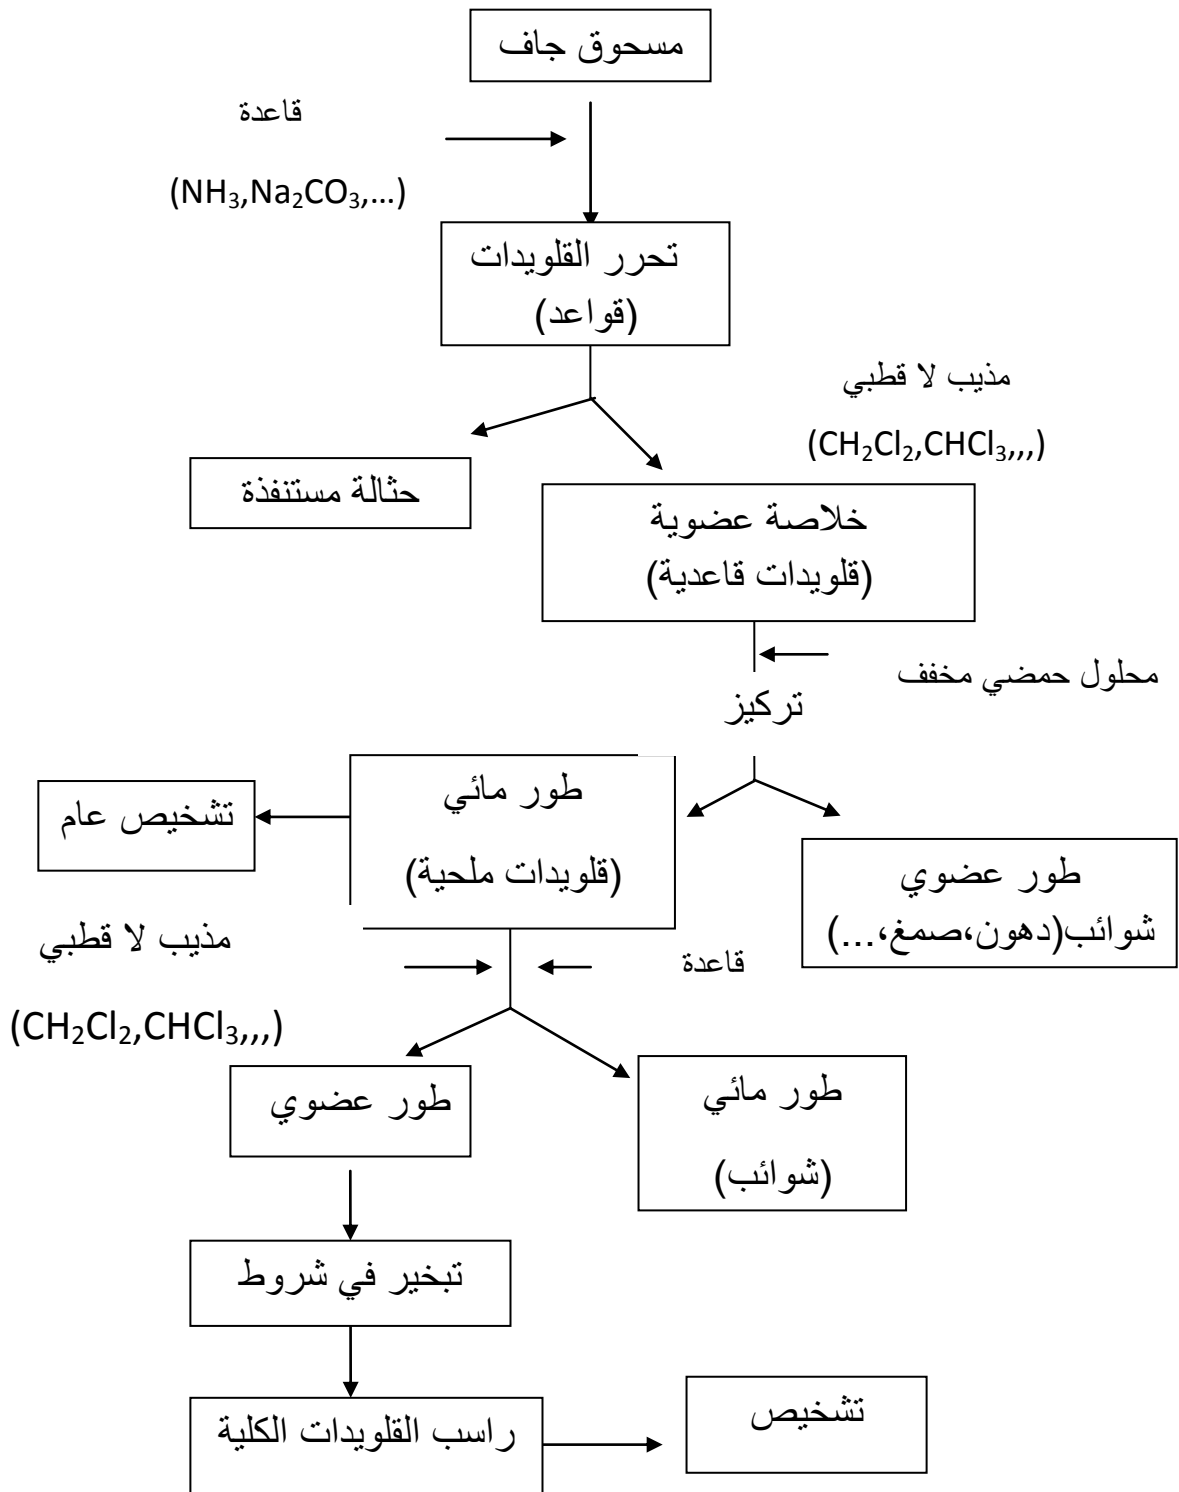 مسحوق جاف
قاعدة
(NH₃,Na₂CO₃,...)
تحرر القلويدات
(قواعد)
مذيب لا قطبي
(CH₂Cl₂,CHCl₃,,,)
حثالة مستنفذة
خلاصة عضوية
(قلويدات قاعدية)
محلول حمضي مخفف
تركيز
طور مائي
(قلويدات ملحية)
تشخيص عام
طور عضوي
شوائب(دهون،صمغ،...)
مذيب لا قطبي
(CH₂Cl₂,CHCl₃,,,)
قاعدة
طور عضوي
طور مائي
(شوائب)
تبخير في شروط
راسب القلويدات الكلية
تشخيص